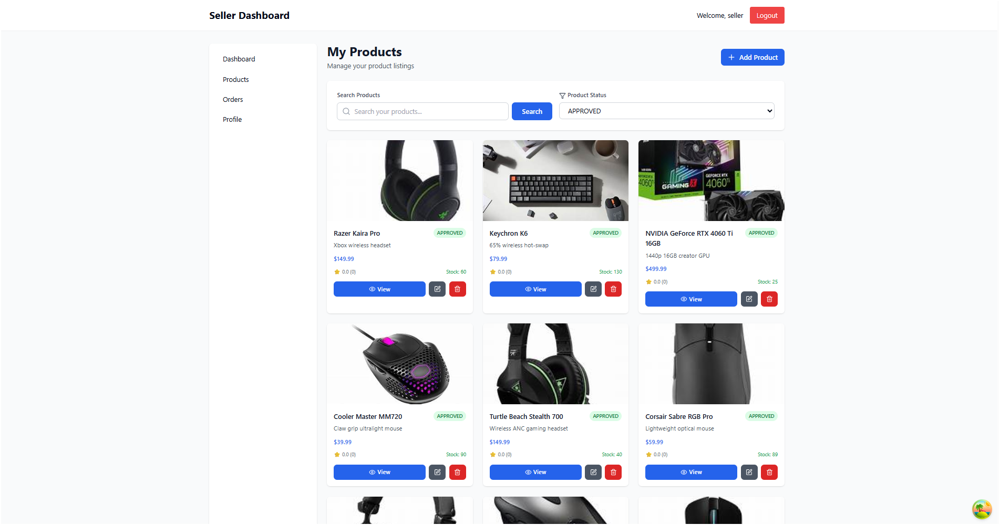 Seller Dashboard
Welcome, seller
Logout
Dashboard
Products
Orders
Profile
My Products
Manage your product listings
Add Product
Search Products
Search your products...
Search
Product Status
APPROVED
GEFORCE RTX
4060 Ti
4060
GAMING X
Razer Kaira Pro
APPROVED
Xbox wireless headset
$149.99
0.0 (0)
Stock: 60
View
Keychron K6
APPROVED
65% wireless hot-swap
$79.99
0.0 (0)
Stock: 130
View
NVIDIA GeForce RTX 4060 Ti
16GB
APPROVED
1440p 16GB creator GPU
$499.99
0.0 (0)
Stock: 25
View
Cooler Master MM720
APPROVED
Claw grip ultralight mouse
$39.99
0.0 (0)
Stock: 90
View
Turtle Beach Stealth 700
APPROVED
Wireless ANC gaming headset
$149.99
0.0 (0)
Stock: 40
View
Corsair Sabre RGB Pro
APPROVED
Lightweight optical mouse
$59.99
0.0 (0)
Stock: 89
View